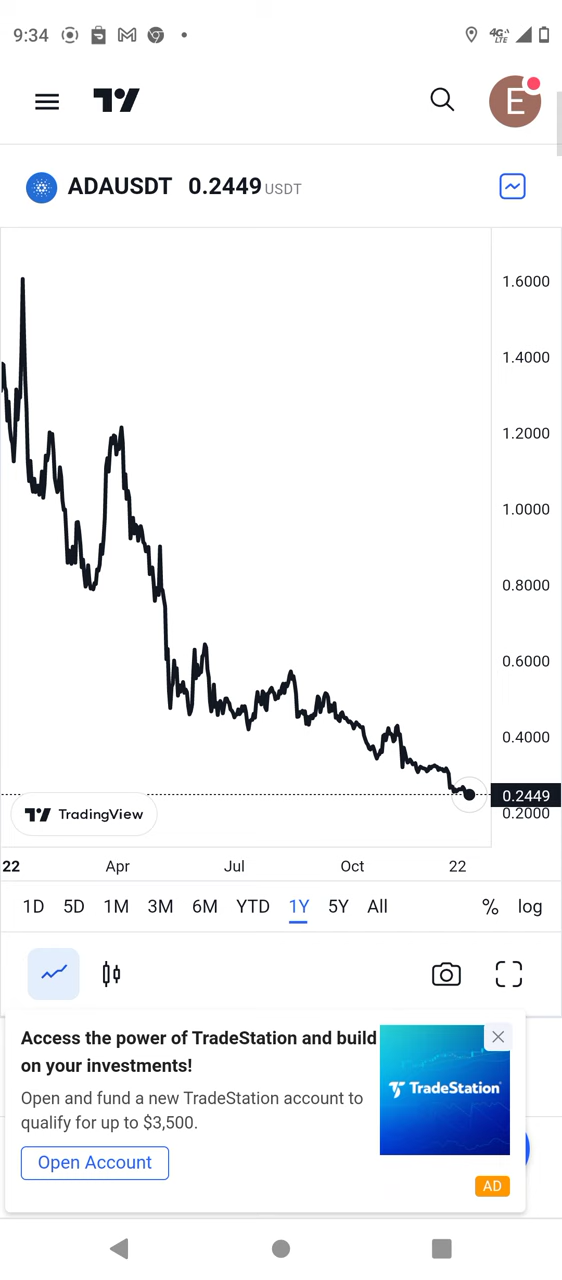 9:34
4G LTE
E
ADAUSDT 0.2449 USDT
1.6000
1.4000
1.2000
1.0000
0.8000
0.6000
0.4000
0.2449
0.2000
TradingView
22 Apr Jul Oct 22
1D 5D 1M 3M 6M YTD 1Y 5Y All % log
Access the power of TradeStation and build
on your investments!
Open and fund a new TradeStation account to
qualify for up to $3,500.
Open Account
TradeStation
AD